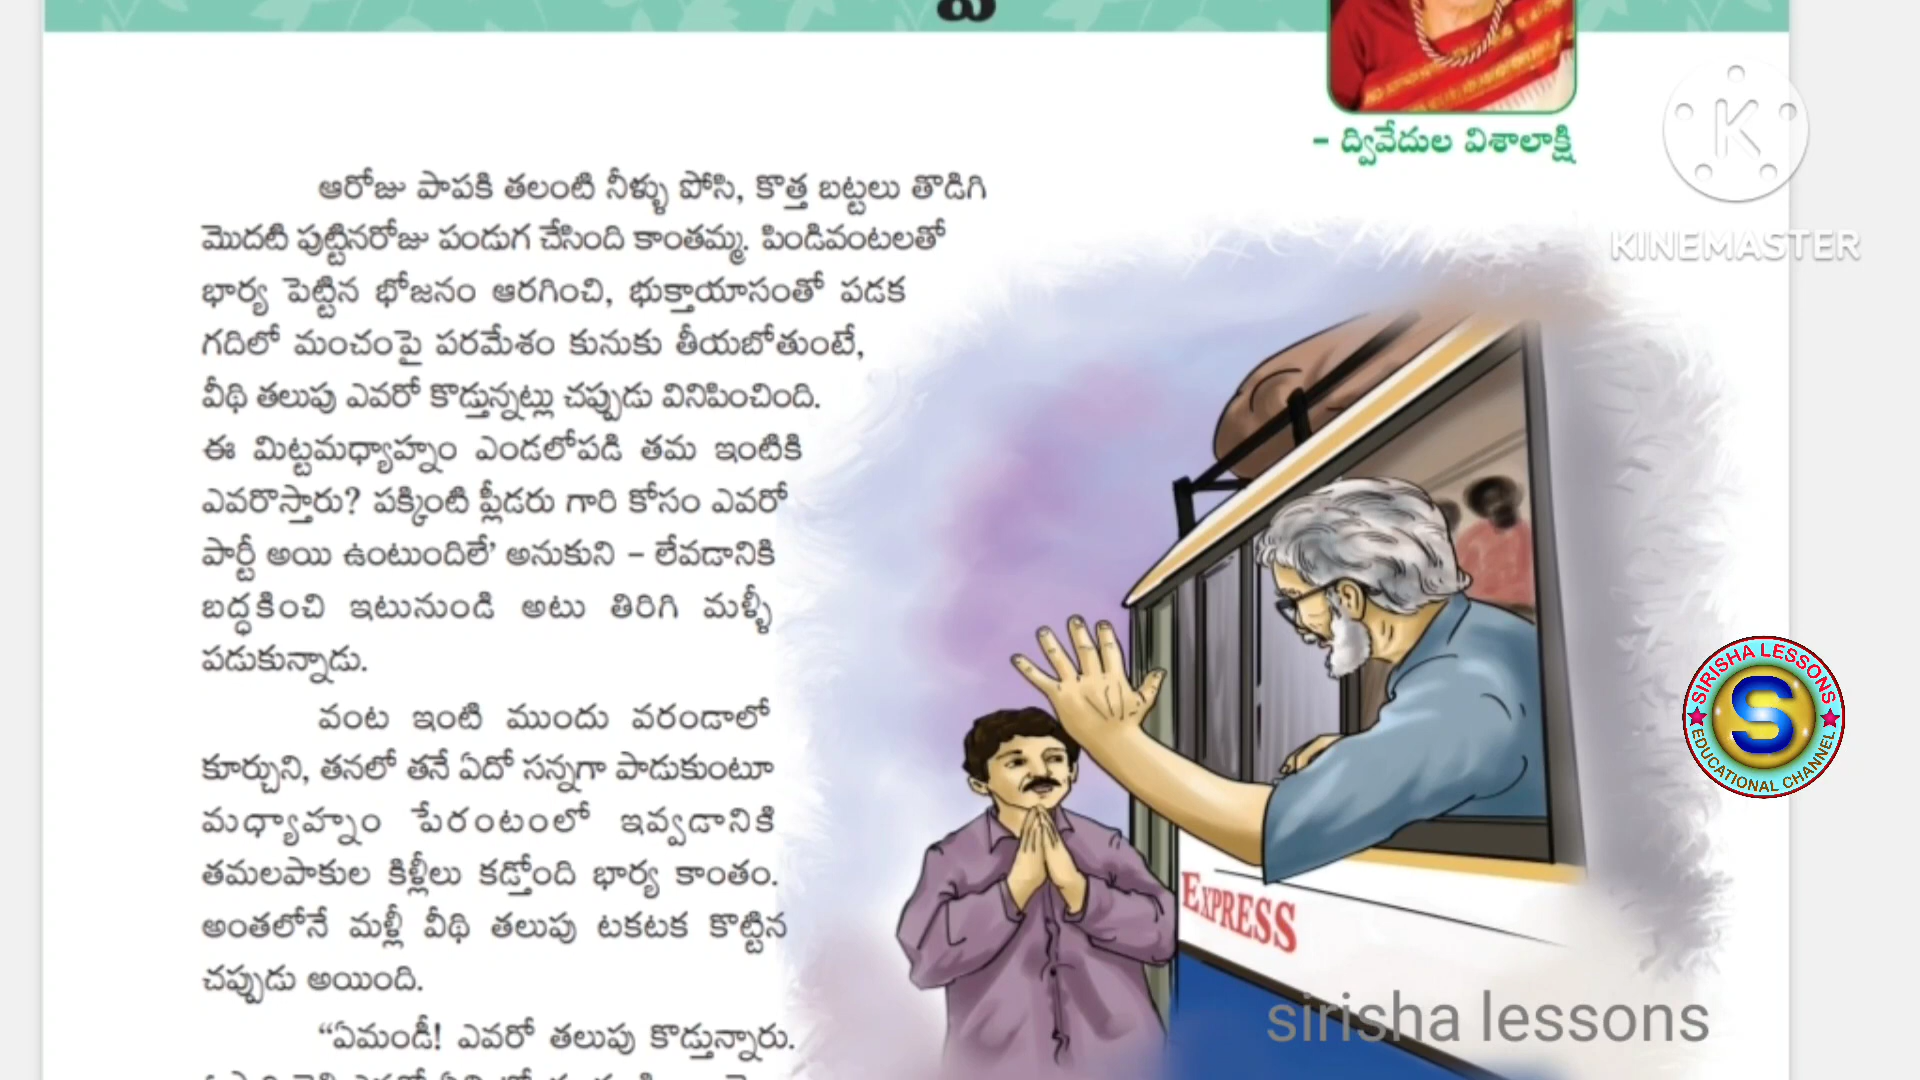 - ద్వివేదుల విశాలాక్షి
KINEMASTER
ఆరోజు పాపకి తలంటి నీళ్ళు పోసి, కొత్త బట్టలు తొడిగి
మొదటి పుట్టినరోజు పండుగ చేసింది కాంతమ్మ. పిండివంటలతో
భార్య పెట్టిన భోజనం ఆరగించి, భుక్తాయాసంతో పడక
గదిలో మంచంపై పరమేశం కునుకు తీయబోతుంటే,
వీథి తలుపు ఎవరో కొడ్తున్నట్లు చప్పుడు వినిపించింది.
ఈ మిట్టమధ్యాహ్నం ఎండలోపడి తమ ఇంటికి
ఎవరొస్తారు? పక్కింటి ప్లీడరు గారి కోసం ఎవరో
పార్టీ అయి ఉంటుందిలే' అనుకుని – లేవడానికి
బద్ధకించి ఇటునుండి అటు తిరిగి మళ్ళీ
పడుకున్నాడు.
వంట ఇంటి ముందు వరండాలో
కూర్చుని, తనలో తనే ఏదో సన్నగా పాడుకుంటూ
మధ్యాహ్నం పేరంటంలో ఇవ్వడానికి
తమలపాకుల కిళ్లీలు కడ్తోంది భార్య కాంతం.
అంతలోనే మళ్లీ వీథి తలుపు టకటక కొట్టిన
చప్పుడు అయింది.
“ఏమండీ! ఎవరో తలుపు కొడ్తున్నారు.
EXPRESS
SIRISHA LESSONS
S
EDUCATIONAL CHANNEL
sirisha lessons